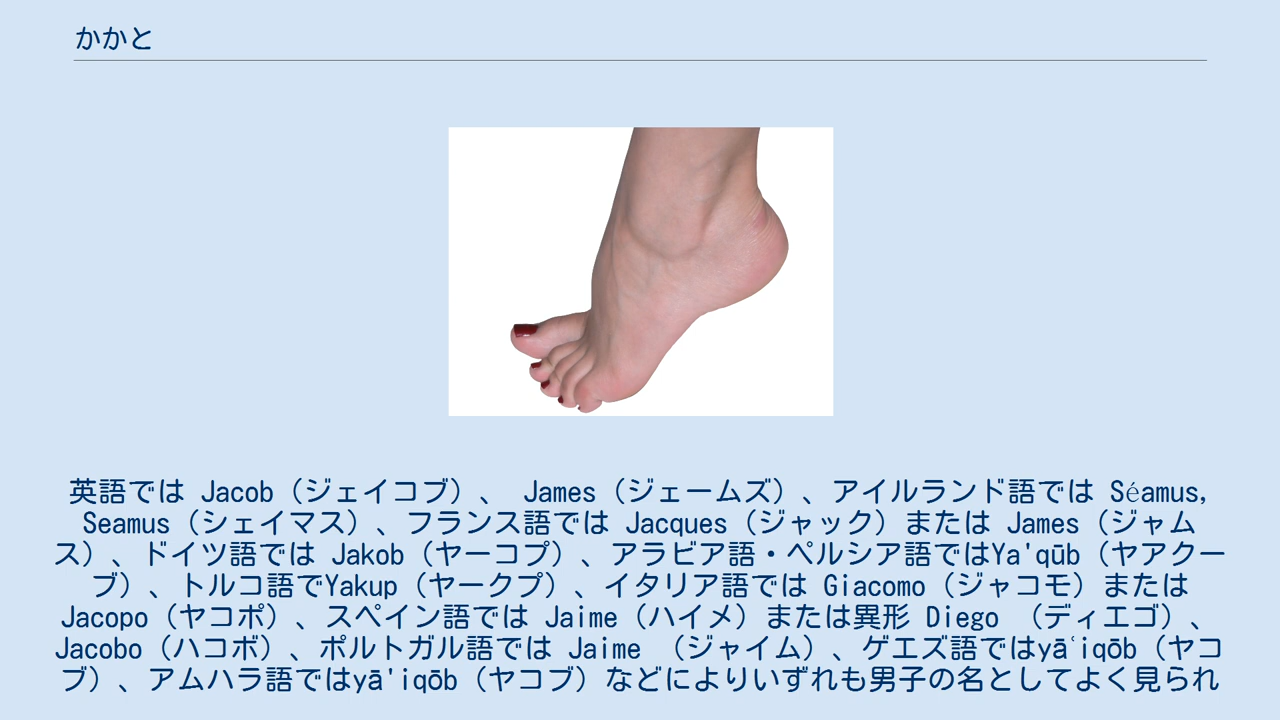 かかと
英語では Jacob（ジェイコブ）、 James（ジェームズ）、アイルランド語では Séamus,
Seamus（シェイマス）、フランス語では Jacques（ジャック）または James（ジャム
ス）、ドイツ語では Jakob（ヤーコプ）、アラビア語・ペルシア語ではYa'qūb（ヤアクー
ブ）、トルコ語でYakup（ヤークプ）、イタリア語では Giacomo（ジャコモ）または
Jacopo（ヤコポ）、スペイン語では Jaime（ハイメ）または異形 Diego （ディエゴ）、
Jacobo（ハコボ）、ポルトガル語では Jaime （ジャイム）、ゲエズ語ではyāʿiqōb（ヤコ
ブ）、アムハラ語ではyā'iqōb（ヤコブ）などによりいずれも男子の名としてよく見られ